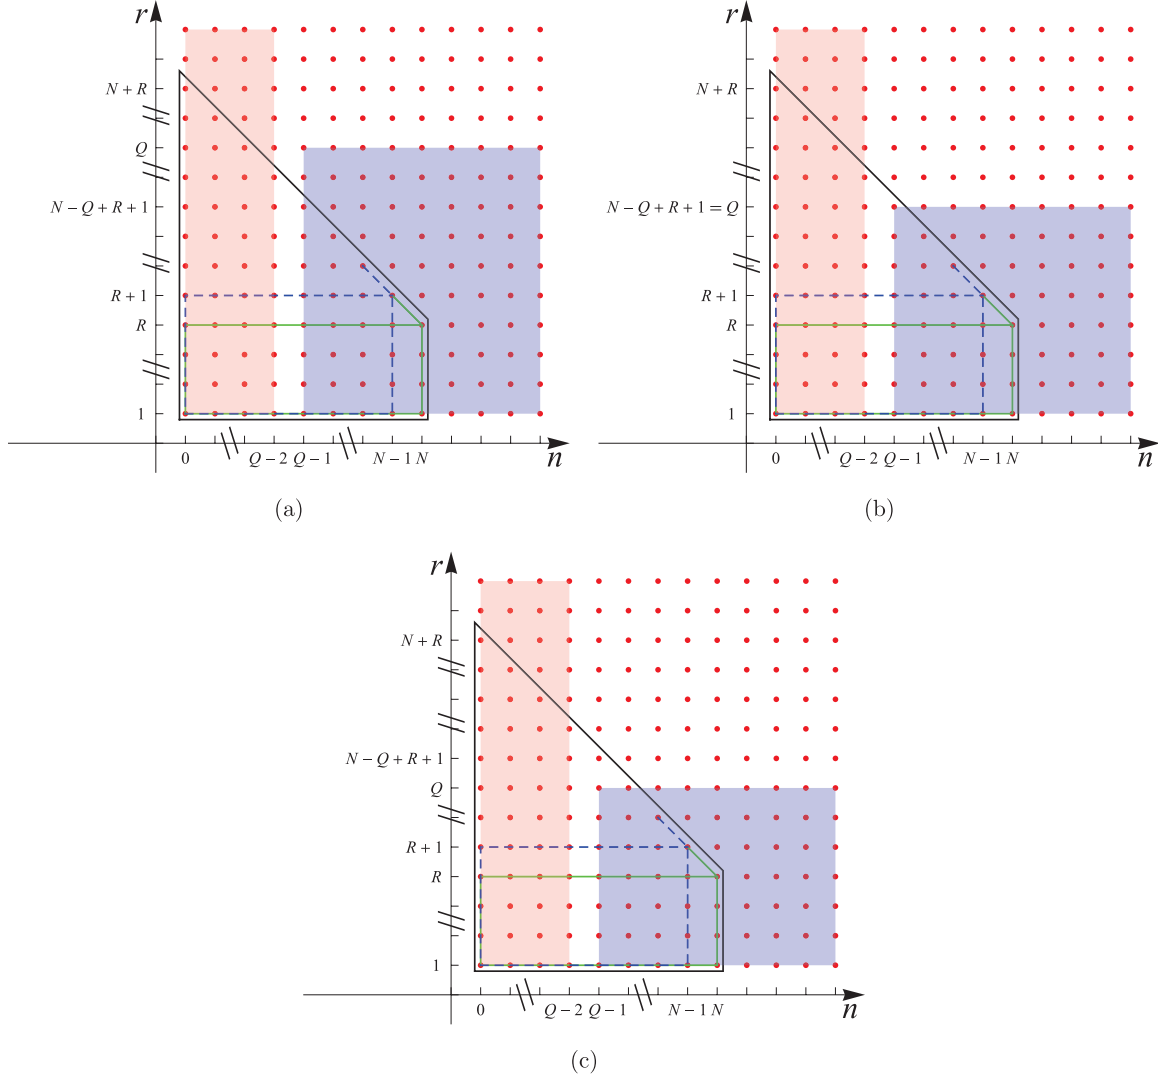 r
N + R
Q
N − Q + R + 1
R + 1
R
1
0 Q − 2 Q − 1 N − 1 N n
(a)
r
N + R
N − Q + R + 1 = Q
R + 1
R
1
0 Q − 2 Q − 1 N − 1 N n
(b)
r
N + R
N − Q + R + 1
Q
R + 1
R
1
0 Q − 2 Q − 1 N − 1 N n
(c)